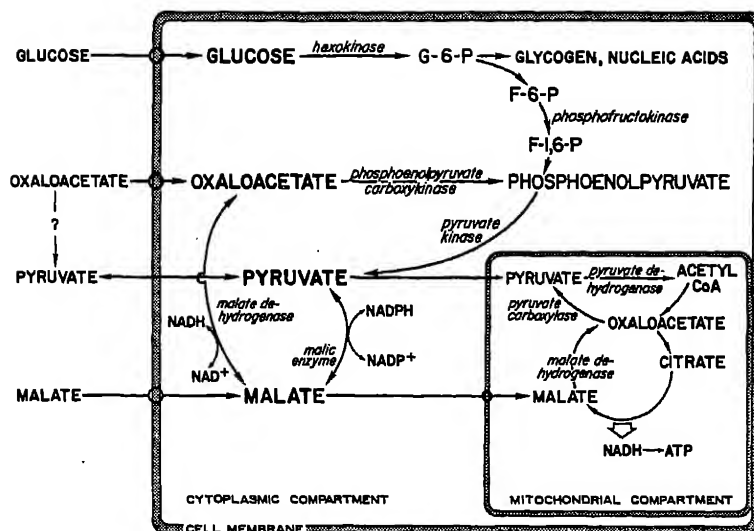 GLUCOSE
GLUCOSE
hexokinase
G-6-P
GLYCOGEN, NUCLEIC ACIDS
F-6-P
phosphofructokinase
F-1,6-P
OXALOACETATE
OXALOACETATE
phosphoenolpyruvate
carboxykinase
PHOSPHOENOLPYRUVATE
?
pyruvate
kinase
PYRUVATE
PYRUVATE
PYRUVATE
pyruvate de-
hydrogenase
ACETYL
CoA
malate de-
hydrogenase
NADH
NAD+
NADPH
malic
enzyme
NADP+
pyruvate
carboxylase
OXALOACETATE
malate de-
hydrogenase
CITRATE
MALATE
MALATE
MALATE
NADH
ATP
CYTOPLASMIC COMPARTMENT
MITOCHONDRIAL COMPARTMENT
CELL MEMBRANE